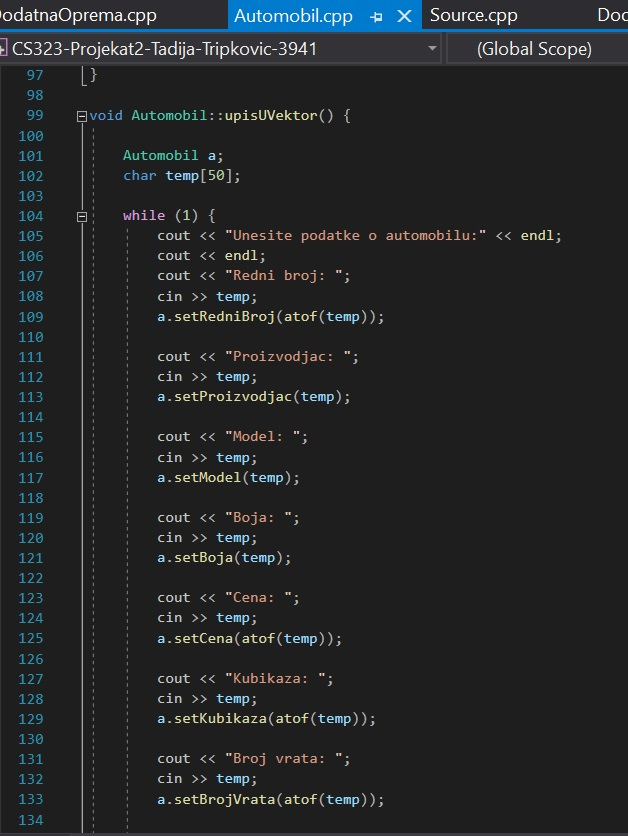 odatnaOprema.cpp Automobil.cpp Source.cpp Doc
CS323-Projekat2-Tadija-Tripkovic-3941 (Global Scope)
97 }
98
99 void Automobil::upisUVektor() {
100
101 Automobil a;
102 char temp[50];
103
104 while (1) {
105 cout << "Unesite podatke o automobilu:" << endl;
106 cout << endl;
107 cout << "Redni broj: ";
108 cin >> temp;
109 a.setRedniBroj(atof(temp));
110
111 cout << "Proizvodjac: ";
112 cin >> temp;
113 a.setProizvodjac(temp);
114
115 cout << "Model: ";
116 cin >> temp;
117 a.setModel(temp);
118
119 cout << "Boja: ";
120 cin >> temp;
121 a.setBoja(temp);
122
123 cout << "Cena: ";
124 cin >> temp;
125 a.setCena(atof(temp));
126
127 cout << "Kubikaza: ";
128 cin >> temp;
129 a.setKubikaza(atof(temp));
130
131 cout << "Broj vrata: ";
132 cin >> temp;
133 a.setBrojVrata(atof(temp));
134